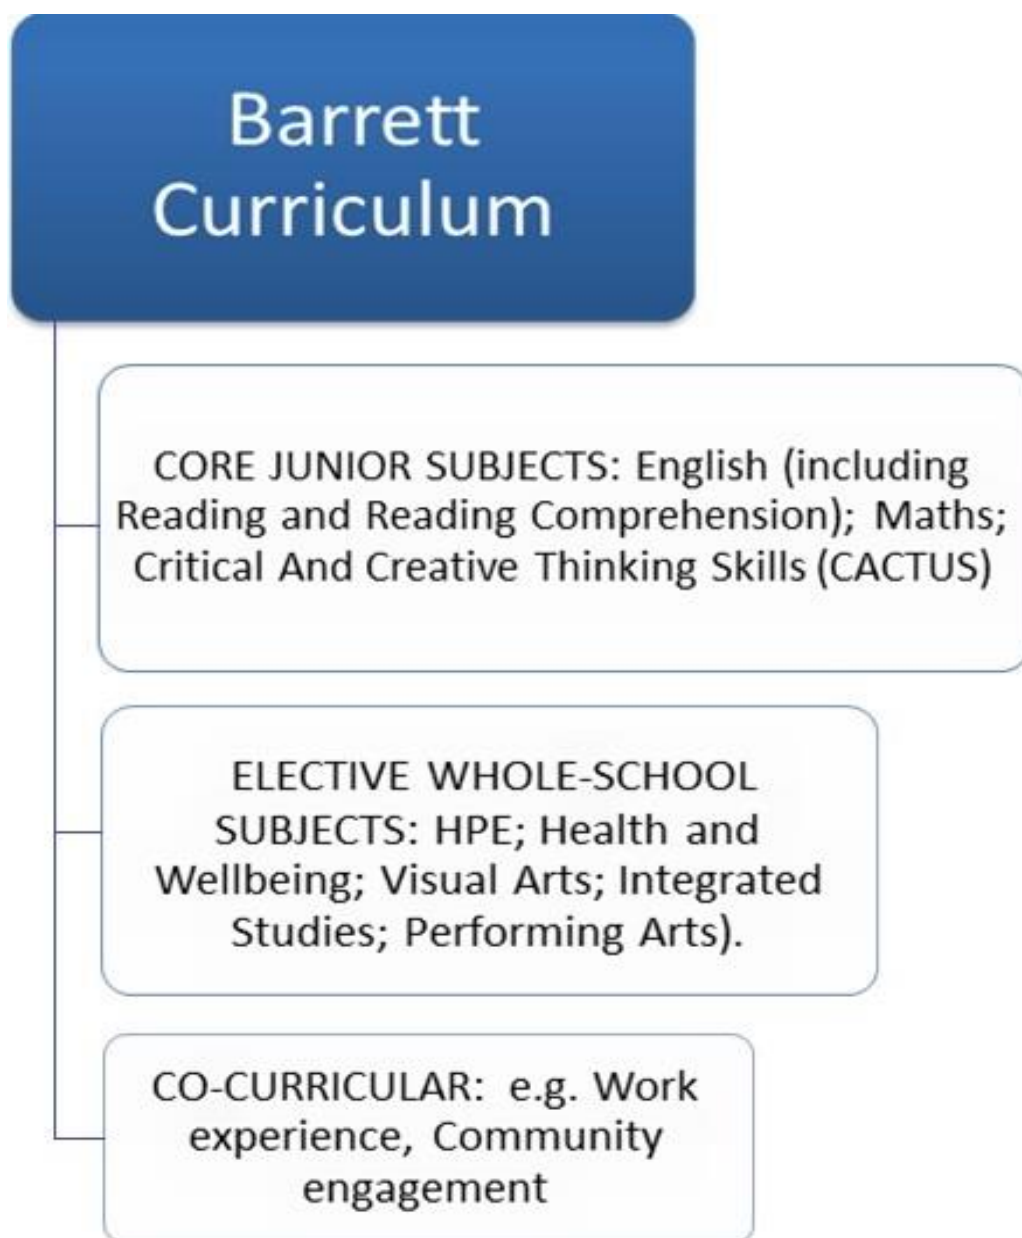 Barrett
Curriculum
CORE JUNIOR SUBJECTS: English (including
Reading and Reading Comprehension); Maths;
Critical And Creative Thinking Skills (CACTUS)
ELECTIVE WHOLE-SCHOOL
SUBJECTS: HPE; Health and
Wellbeing; Visual Arts; Integrated
Studies; Performing Arts).
CO-CURRICULAR: e.g. Work
experience, Community
engagement